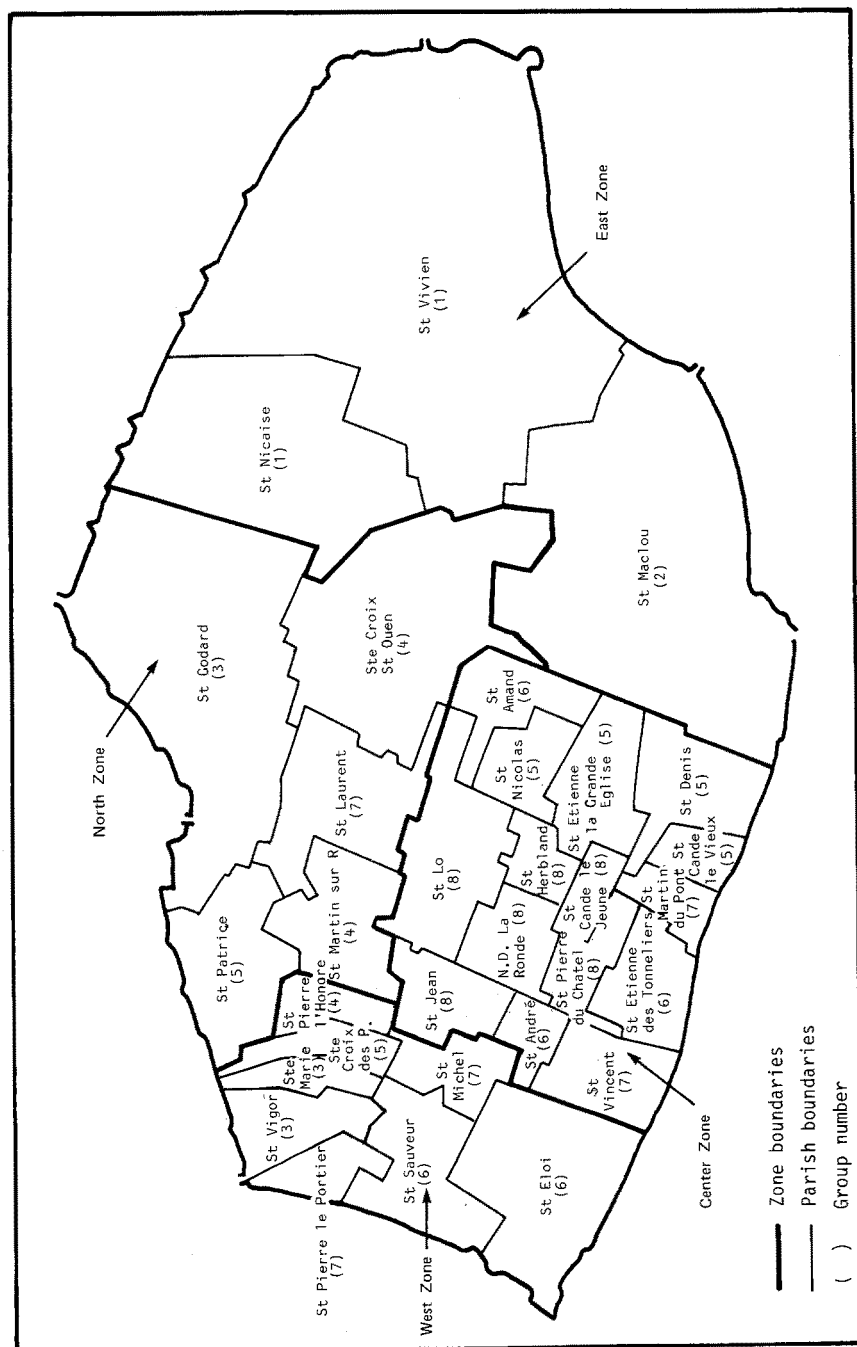 North Zone
East Zone
West Zone
Center Zone
St Vivien
(1)
St Nicaise
(1)
St Maclou
(2)
St Godard
(3)
Ste Croix
St Ouen
(4)
St Laurent
(7)
St Martin sur R
(4)
St Patrice
(5)
St Pierre
l'Honore
(4)
Ste
Croix
des P.
(5)
Ste
Marie
(3)
St Vigor
(3)
St Pierre le Portier
(7)
St Sauveur
(6)
St Michel
(7)
St Eloi
(6)
St Jean
(8)
St Lo
(8)
St
Amand
(6)
St
Nicolas
(5)
St Etienne
la Grande
Eglise (5)
St
Herbland
(8)
N.D. La
Ronde (8)
St
Cande le
Jeune (8)
St Pierre
du Chatel
(8)
St André
(6)
St
Vincent
(7)
St Etienne
des Tonneliers
(6)
St
Martin
du Pont
(7)
St
Cande
le Vieux
(5)
St Denis
(5)
Zone boundaries
Parish boundaries
( ) Group number